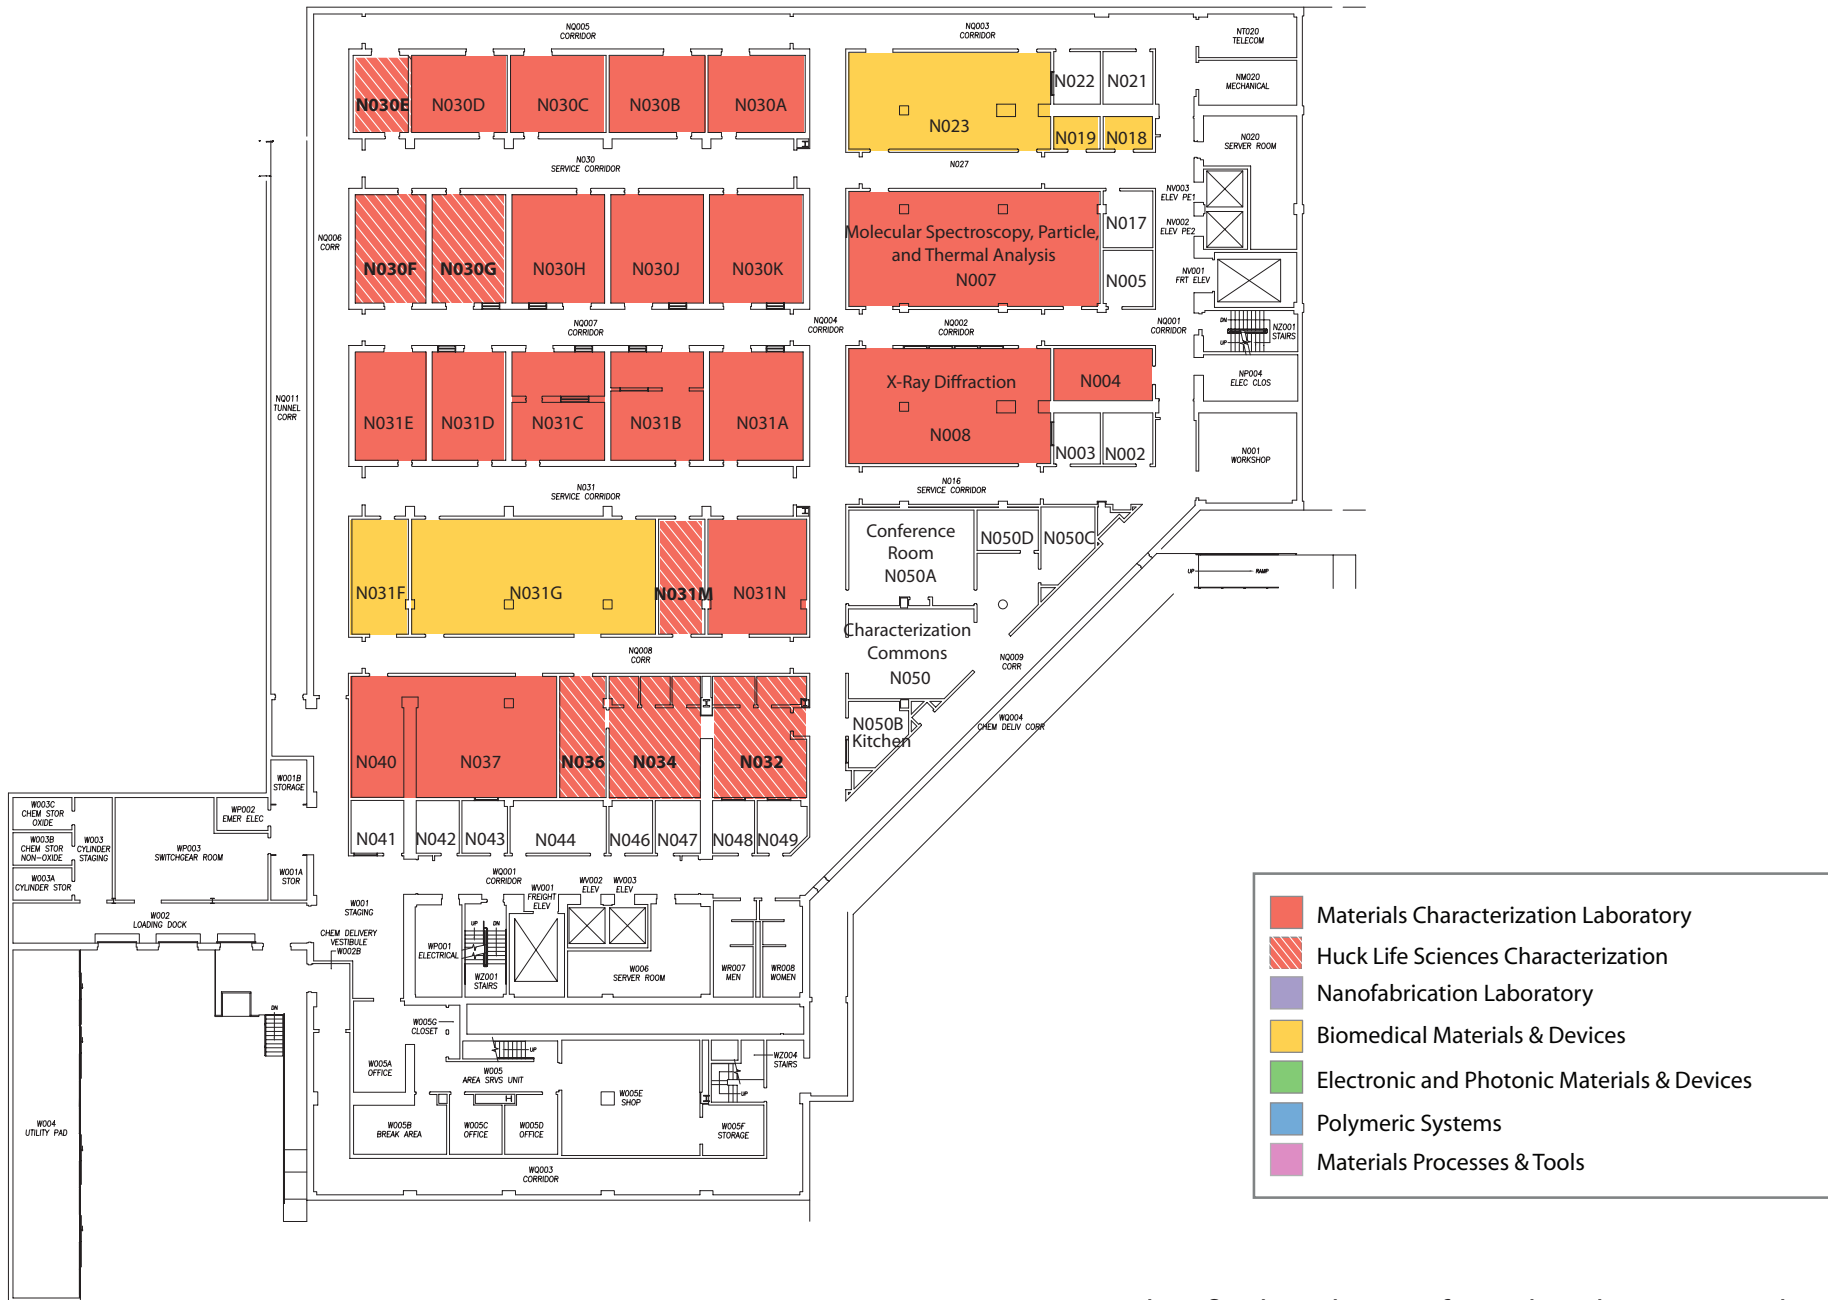 NQ005
CORRIDOR
NQ003
CORRIDOR
NT020
TELECOM
NM020
MECHANICAL
N030E
N030D
N030C
N030B
N030A
N023
N022
N021
N019
N018
N020
SERVER ROOM
N030
SERVICE CORRIDOR
N027
NV003
ELEV PE1
NV002
ELEV PE2
NQ006
CORR
N030F
N030G
N030H
N030J
N030K
Molecular Spectroscopy, Particle,
and Thermal Analysis
N007
N017
N005
NV001
FRT ELEV
NQ007
CORRIDOR
NQ004
CORRIDOR
NQ002
CORRIDOR
NQ001
CORRIDOR
DN
UP
NZ001
STAIRS
NP004
ELEC CLOS
NQ011
TUNNEL
CORR
N031E
N031D
N031C
N031B
N031A
X-Ray Diffraction
N008
N004
N003
N002
N001
WORKSHOP
N031
SERVICE CORRIDOR
N016
SERVICE CORRIDOR
N031F
N031G
N031M
N031N
Conference
Room
N050A
N050D
N050C
UP
RAMP
Characterization
Commons
N050
NQ008
CORR
NQ009
CORR
N040
N037
N036
N034
N032
N050B
Kitchen
WQ004
CHEM DELIV CORR
W001B
STORAGE
W003C
CHEM STOR
OXIDE
W003B
CHEM STOR
NON-OXIDE
W003A
CYLINDER STOR
W003
CYLINDER
STAGING
WP002
EMER ELEC
WP003
SWITCHGEAR ROOM
W001A
STOR
N041
N042
N043
N044
N046
N047
N048
N049
W002
LOADING DOCK
W001
STAGING
WQ001
CORRIDOR
WV001
FREIGHT
ELEV
WV002
ELEV
WV003
ELEV
CHEM DELIVERY
VESTIBULE
W002B
WP001
ELECTRICAL
UP
DN
WZ001
STAIRS
W006
SERVER ROOM
WR007
MEN
WR008
WOMEN
DN
W005G
CLOSET
W005A
OFFICE
UP
W005
AREA SRVS UNIT
W005E
SHOP
WZ004
STAIRS
UP
W005B
BREAK AREA
W005C
OFFICE
W005D
OFFICE
W005F
STORAGE
W004
UTILITY PAD
WQ003
CORRIDOR
Materials Characterization Laboratory
Huck Life Sciences Characterization
Nanofabrication Laboratory
Biomedical Materials & Devices
Electronic and Photonic Materials & Devices
Polymeric Systems
Materials Processes & Tools